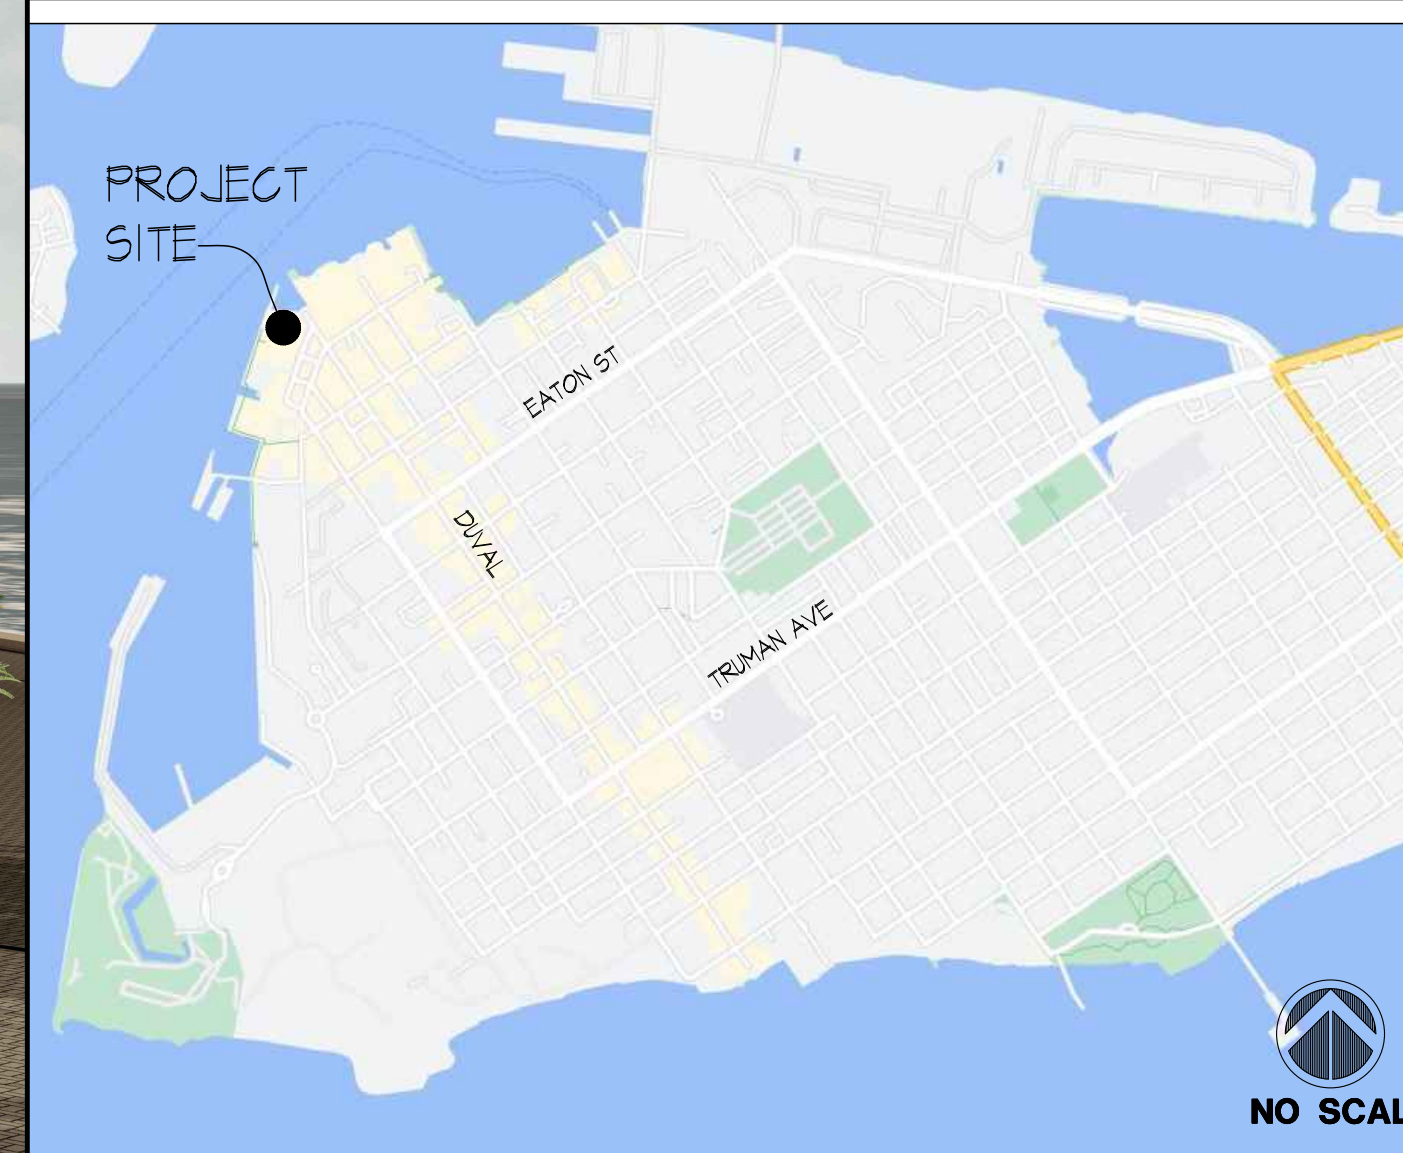 PROJECT
SITE
EATON ST
DUVAL
TRUMAN AVE
NO SCAL